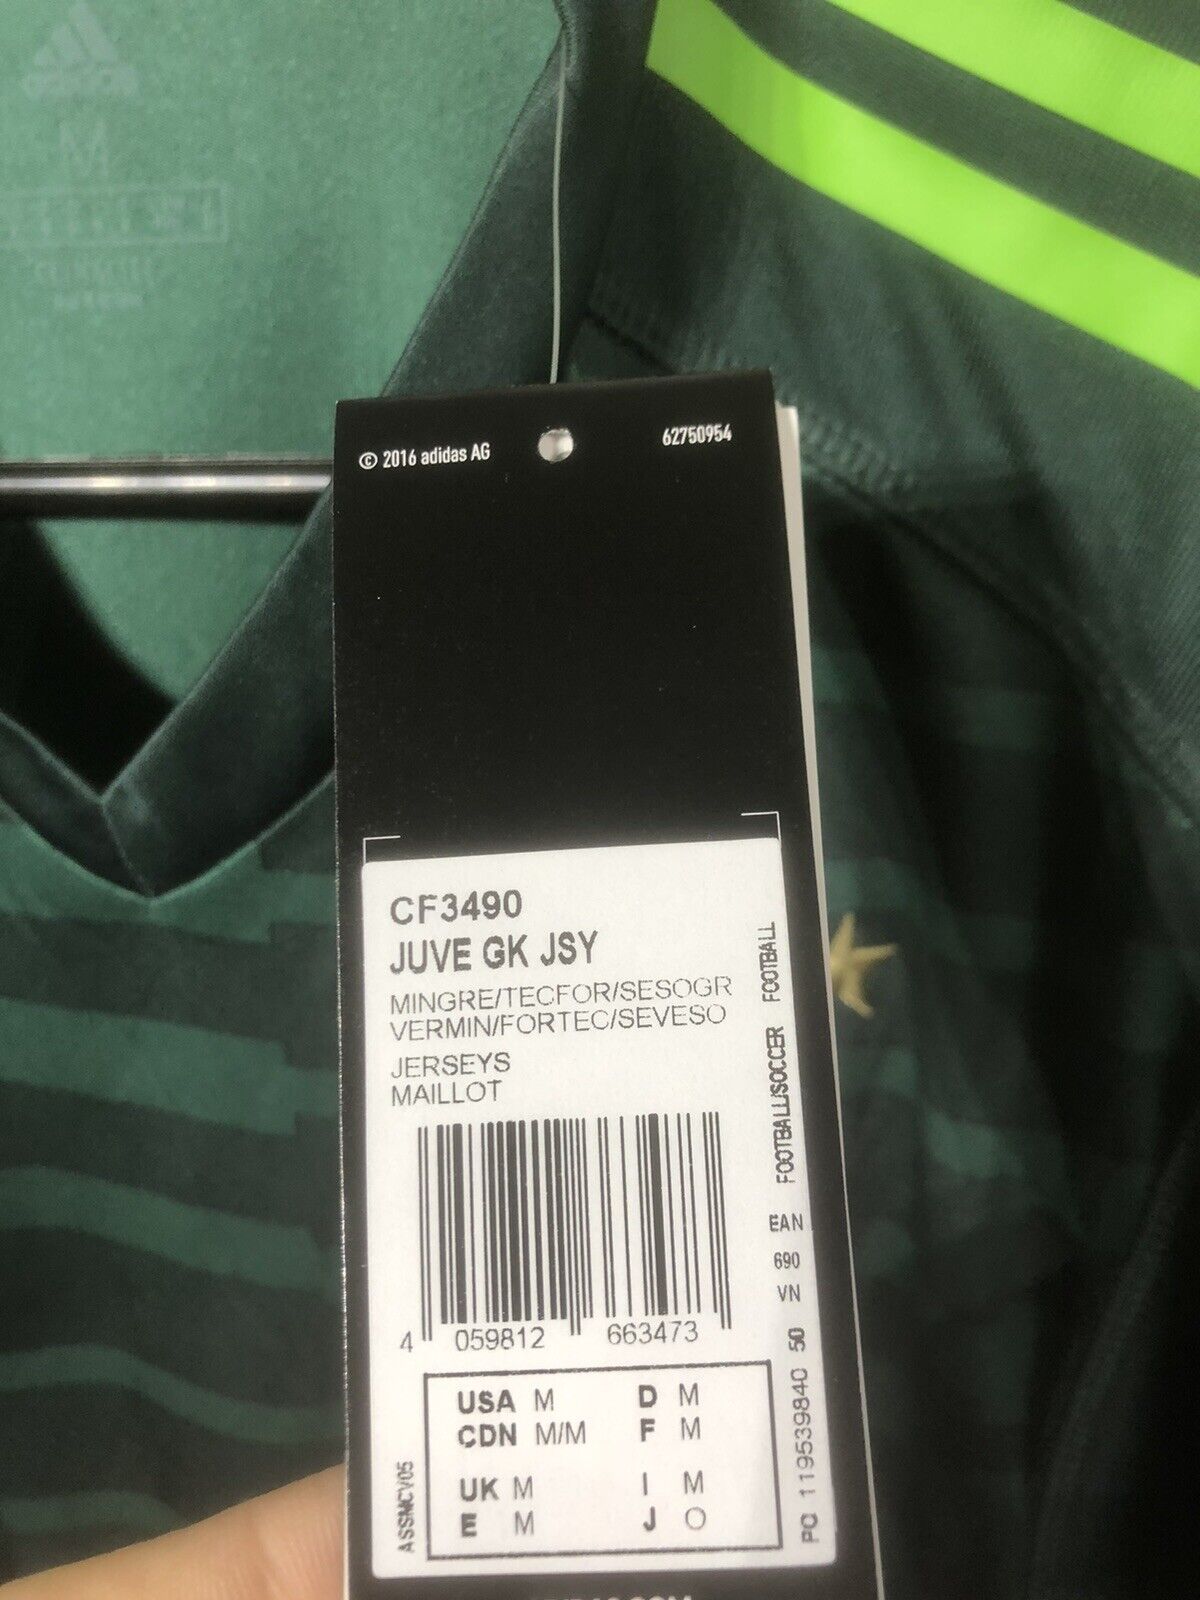 adidas
M
© 2016 adidas AG
62750954
CF3490
JUVE GK JSY
MINGRE/TECFOR/SESOGR
VERMIN/FORTEC/SEVESO
JERSEYS
MAILLOT
FOOTBALL/SOCCER FOOTBALL
EAN
690
VN
PO 119539840 50
4 059812 663473
USA M D M
CDN M/M F M
UK M I M
E M J O
ASSMCV05